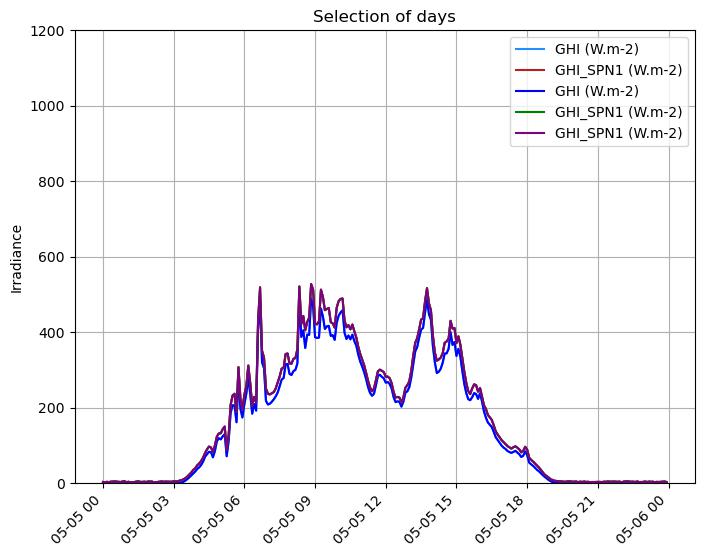 Selection of days
1200
1000
800
600
400
200
0
Irradiance
GHI (W.m-2)
GHI_SPN1 (W.m-2)
GHI (W.m-2)
GHI_SPN1 (W.m-2)
GHI_SPN1 (W.m-2)
05-05 00
05-05 03
05-05 06
05-05 09
05-05 12
05-05 15
05-05 18
05-05 21
05-06 00